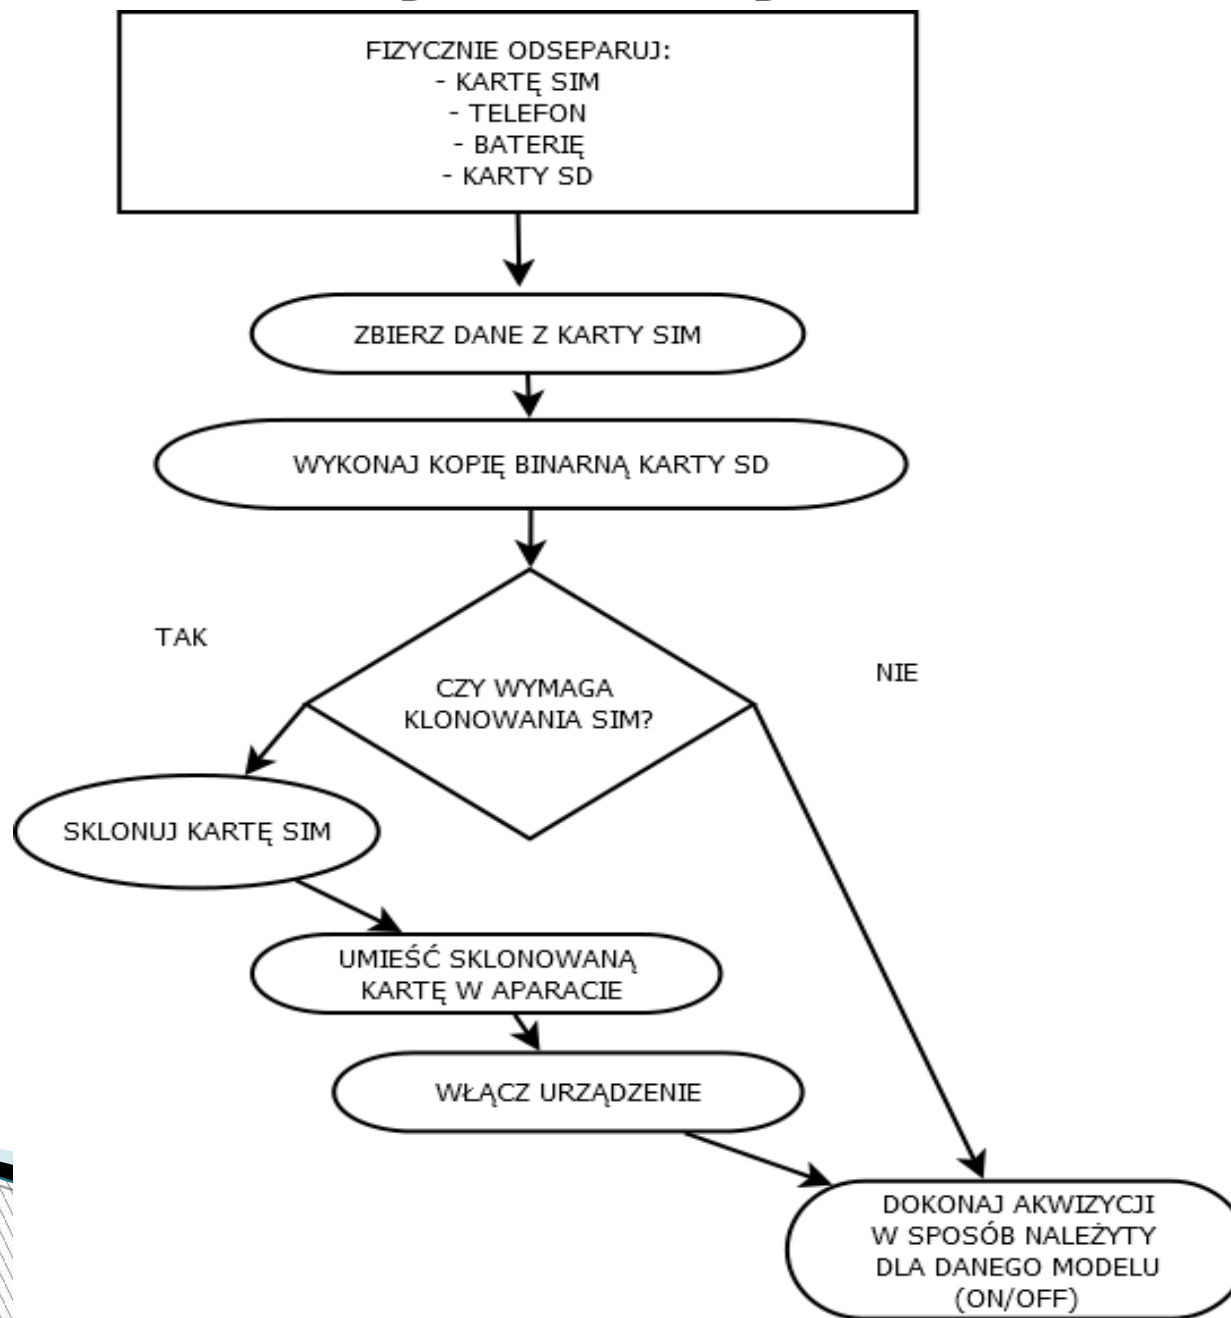 FIZYCZNIE ODSEPARUJ:
- KARTĘ SIM
- TELEFON
- BATERIĘ
- KARTY SD
ZBIERZ DANE Z KARTY SIM
WYKONAJ KOPIĘ BINARNĄ KARTY SD
TAK
NIE
CZY WYMAGA
KLONOWANIA SIM?
SKLONUJ KARTĘ SIM
UMIEŚĆ SKLONOWANĄ
KARTĘ W APARACIE
WŁĄCZ URZĄDZENIE
DOKONAJ AKWIZYCJI
W SPOSÓB NALEŻYTY
DLA DANEGO MODELU
(ON/OFF)